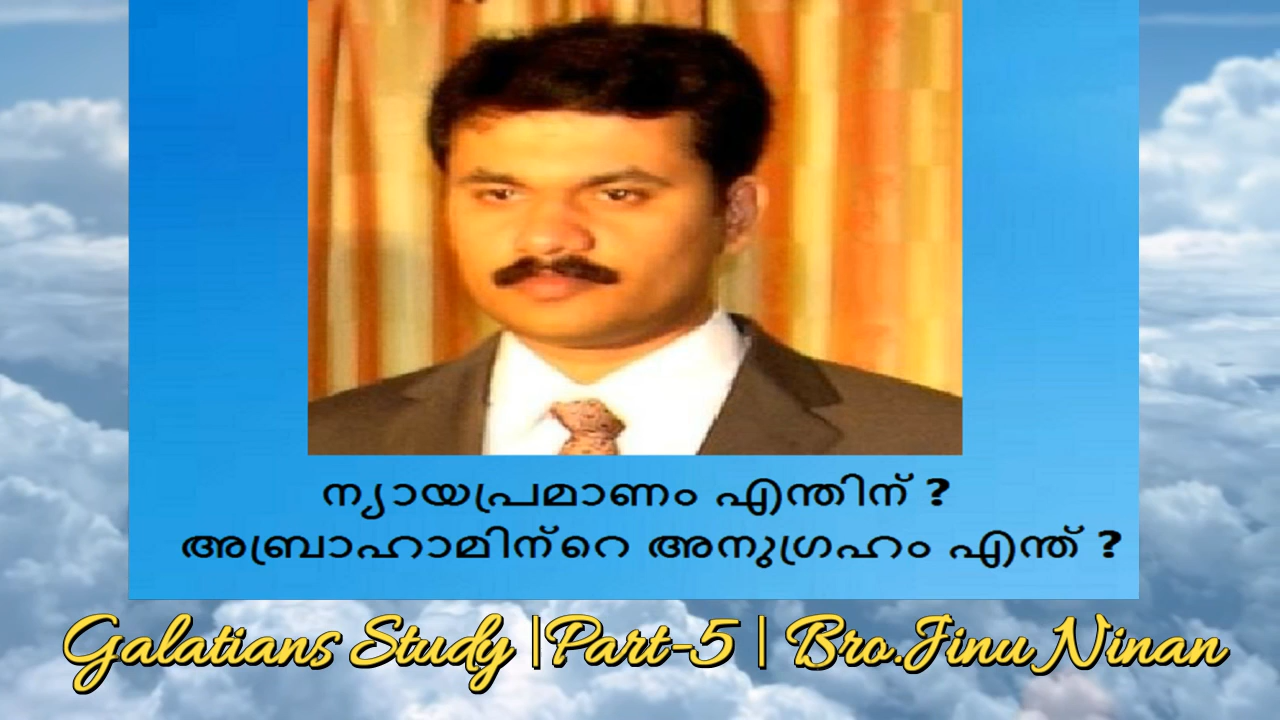 ന്യായപ്രമാണം എന്തിന് ?
അബ്രാഹാമിന്റെ അനുഗ്രഹം എന്ത് ?
Galatians Study |Part-5 | Bro.Jinu Ninan